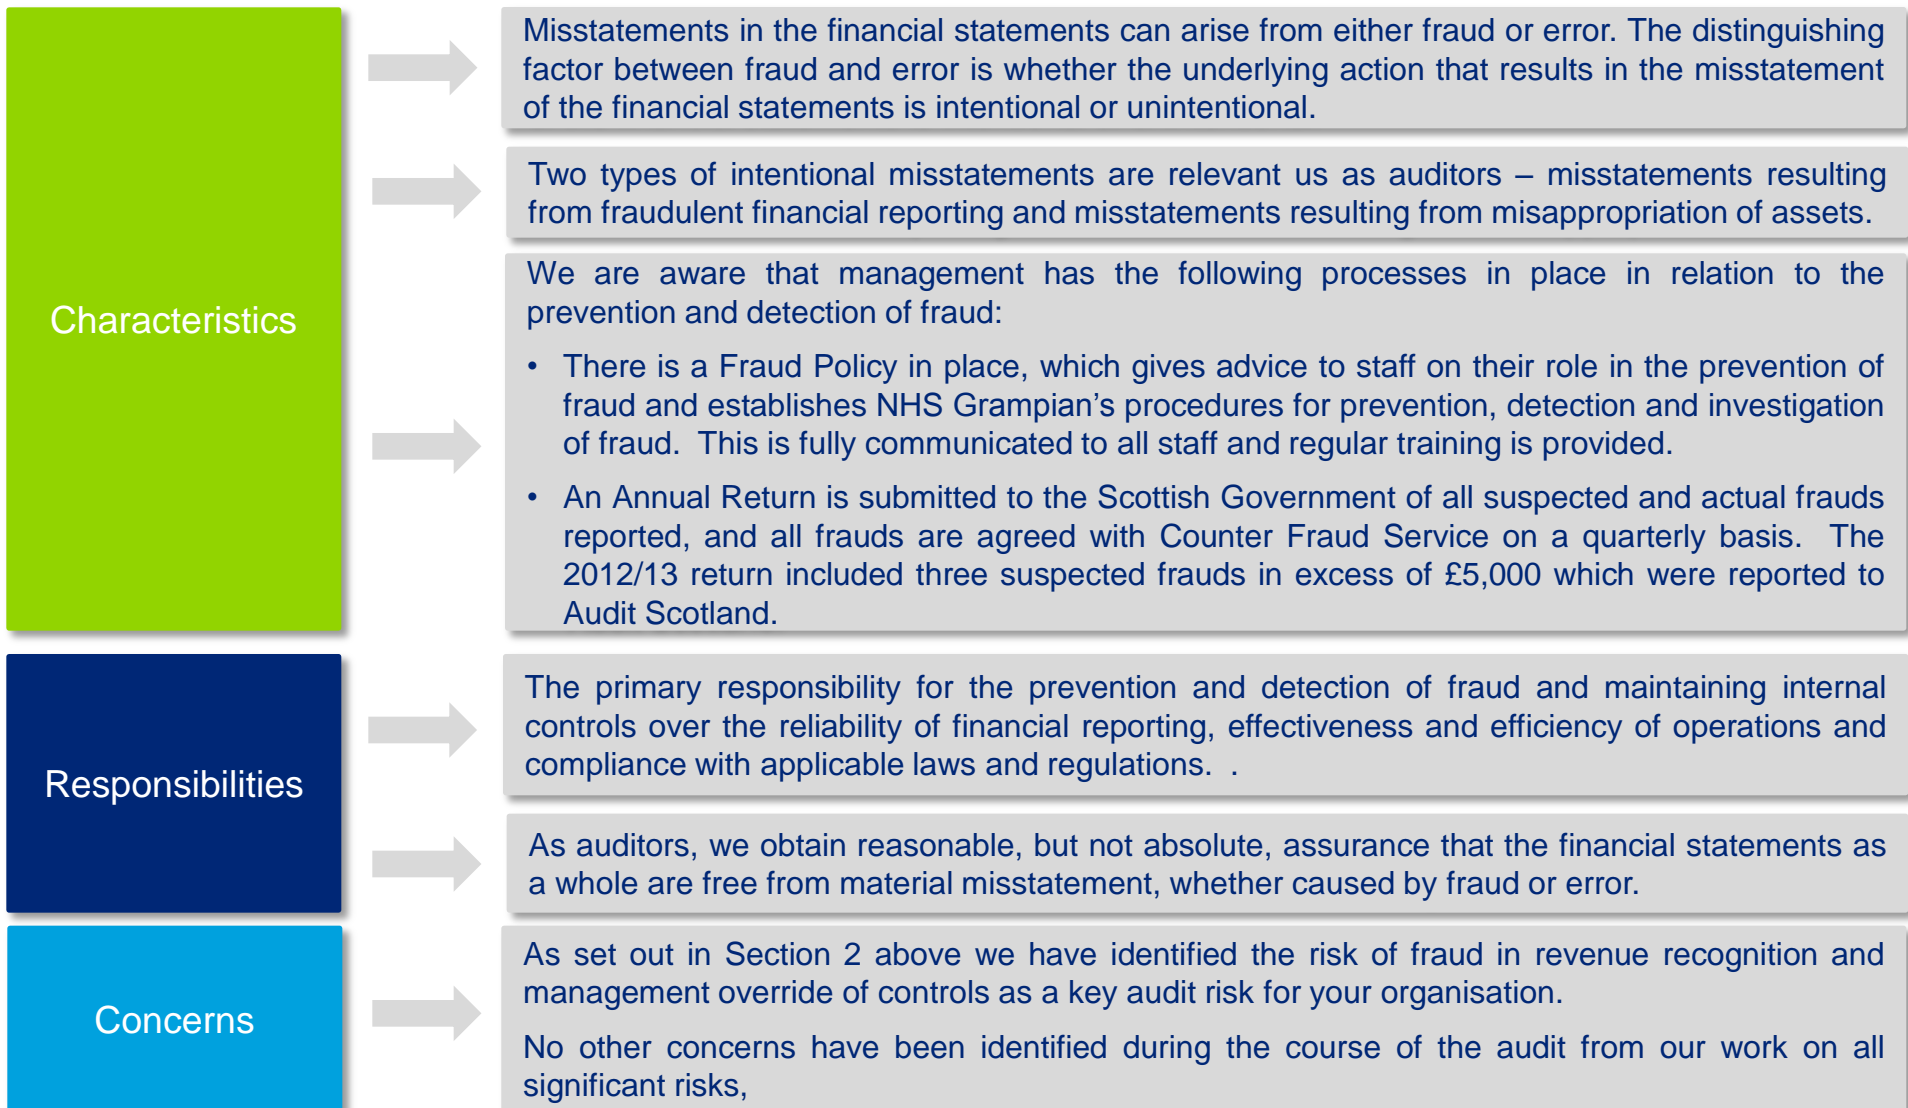 Characteristics
Misstatements in the financial statements can arise from either fraud or error. The distinguishing
factor between fraud and error is whether the underlying action that results in the misstatement
of the financial statements is intentional or unintentional.
Two types of intentional misstatements are relevant us as auditors – misstatements resulting
from fraudulent financial reporting and misstatements resulting from misappropriation of assets.
We are aware that management has the following processes in place in relation to the
prevention and detection of fraud:
• There is a Fraud Policy in place, which gives advice to staff on their role in the prevention of
fraud and establishes NHS Grampian’s procedures for prevention, detection and investigation
of fraud.  This is fully communicated to all staff and regular training is provided.
• An Annual Return is submitted to the Scottish Government of all suspected and actual frauds
reported, and all frauds are agreed with Counter Fraud Service on a quarterly basis.  The
2012/13 return included three suspected frauds in excess of £5,000 which were reported to
Audit Scotland.
Responsibilities
The primary responsibility for the prevention and detection of fraud and maintaining internal
controls over the reliability of financial reporting, effectiveness and efficiency of operations and
compliance with applicable laws and regulations.  .
As auditors, we obtain reasonable, but not absolute, assurance that the financial statements as
a whole are free from material misstatement, whether caused by fraud or error.
Concerns
As set out in Section 2 above we have identified the risk of fraud in revenue recognition and
management override of controls as a key audit risk for your organisation.
No other concerns have been identified during the course of the audit from our work on all
significant risks,